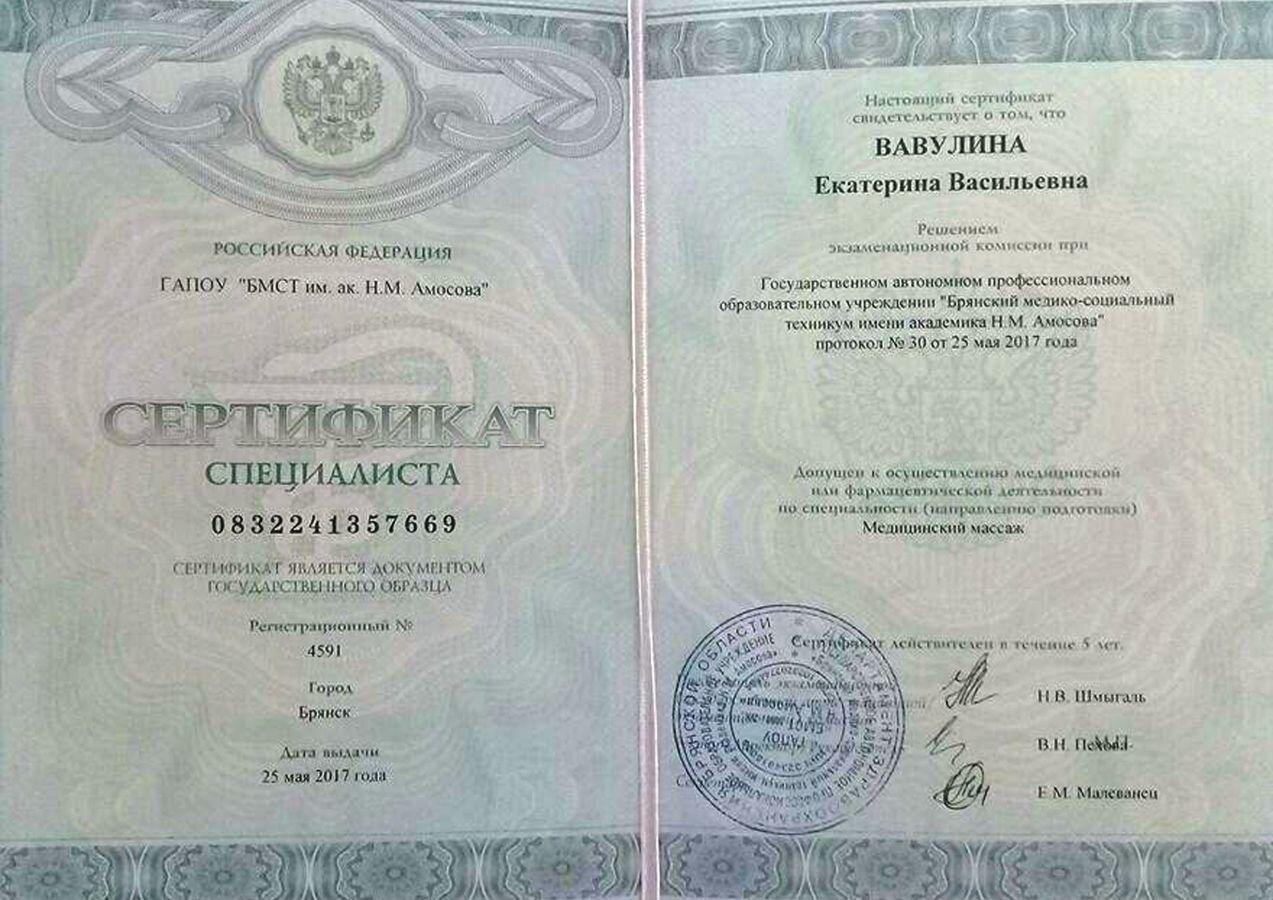 РОССИЙСКАЯ ФЕДЕРАЦИЯ
ГАПОУ "БМСТ им. ак. Н.М. Амосова"
СЕРТИФИКАТ
СПЕЦИАЛИСТА
0832241357669
СЕРТИФИКАТ ЯВЛЯЕТСЯ ДОКУМЕНТОМ
ГОСУДАРСТВЕННОГО ОБРАЗЦА
Регистрационный №
4591
Город
Брянск
Дата выдачи
25 мая 2017 года
Настоящий сертификат
свидетельствует о том, что
ВАВУЛИНА
Екатерина Васильевна
Решением
экзаменационной комиссии при
Государственном автономном профессиональном
образовательном учреждении "Брянский медико-социальный
техникум имени академика Н.М. Амосова"
протокол № 30 от 25 мая 2017 года
Допущен к осуществлению медицинской
или фармацевтической деятельности
по специальности (направлению подготовки)
Медицинский массаж
Сертификат действителен в течение 5 лет.
Н.В. Шмыгаль
В.Н.
М.П.
Е.М. Малеванец
БРЯНСКОЙ ОБЛАСТИ * ДЕПАРТАМЕНТ ЗДРАВООХРАНЕНИЯ